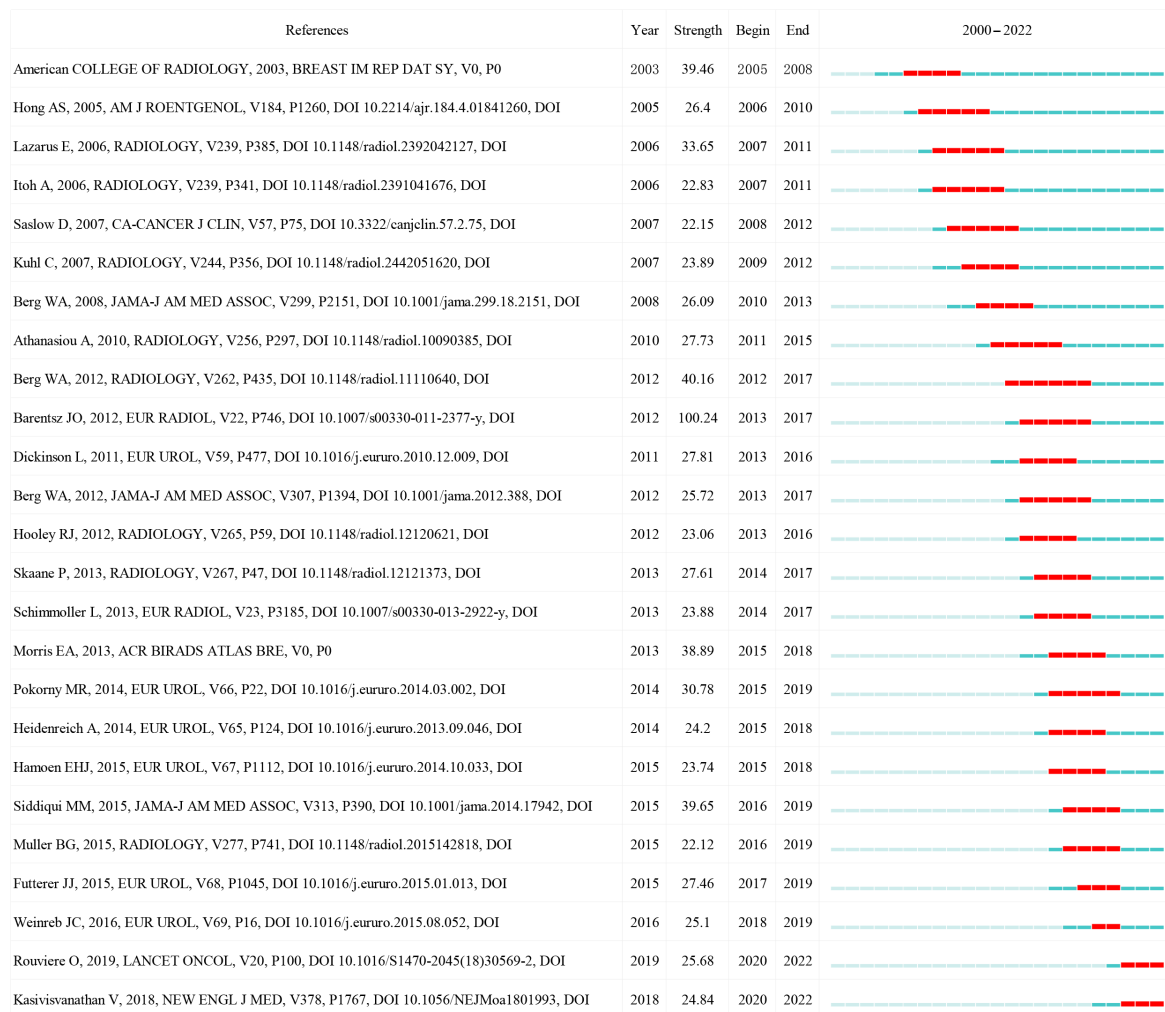 References Year Strength Begin End 2000–2022
American COLLEGE OF RADIOLOGY, 2003, BREAST IM REP DAT SY, V0, P0 2003 39.46 2005 2008
Hong AS, 2005, AM J ROENTGENOL, V184, P1260, DOI 10.2214/ajr.184.4.01841260, DOI 2005 26.4 2006 2010
Lazarus E, 2006, RADIOLOGY, V239, P385, DOI 10.1148/radiol.2392042127, DOI 2006 33.65 2007 2011
Itoh A, 2006, RADIOLOGY, V239, P341, DOI 10.1148/radiol.2391041676, DOI 2006 22.83 2007 2011
Saslow D, 2007, CA-CANCER J CLIN, V57, P75, DOI 10.3322/canjclin.57.2.75, DOI 2007 22.15 2008 2012
Kuhl C, 2007, RADIOLOGY, V244, P356, DOI 10.1148/radiol.2442051620, DOI 2007 23.89 2009 2012
Berg WA, 2008, JAMA-J AM MED ASSOC, V299, P2151, DOI 10.1001/jama.299.18.2151, DOI 2008 26.09 2010 2013
Athanasiou A, 2010, RADIOLOGY, V256, P297, DOI 10.1148/radiol.10090385, DOI 2010 27.73 2011 2015
Berg WA, 2012, RADIOLOGY, V262, P435, DOI 10.1148/radiol.11110640, DOI 2012 40.16 2012 2017
Barentsz JO, 2012, EUR RADIOL, V22, P746, DOI 10.1007/s00330-011-2377-y, DOI 2012 100.24 2013 2017
Dickinson L, 2011, EUR UROL, V59, P477, DOI 10.1016/j.eururo.2010.12.009, DOI 2011 27.81 2013 2016
Berg WA, 2012, JAMA-J AM MED ASSOC, V307, P1394, DOI 10.1001/jama.2012.388, DOI 2012 25.72 2013 2017
Hooley RJ, 2012, RADIOLOGY, V265, P59, DOI 10.1148/radiol.12120621, DOI 2012 23.06 2013 2016
Skaane P, 2013, RADIOLOGY, V267, P47, DOI 10.1148/radiol.12121373, DOI 2013 27.61 2014 2017
Schimmoller L, 2013, EUR RADIOL, V23, P3185, DOI 10.1007/s00330-013-2922-y, DOI 2013 23.88 2014 2017
Morris EA, 2013, ACR BIRADS ATLAS BRE, V0, P0 2013 38.89 2015 2018
Pokorny MR, 2014, EUR UROL, V66, P22, DOI 10.1016/j.eururo.2014.03.002, DOI 2014 30.78 2015 2019
Heidenreich A, 2014, EUR UROL, V65, P124, DOI 10.1016/j.eururo.2013.09.046, DOI 2014 24.2 2015 2018
Hamoen EHJ, 2015, EUR UROL, V67, P1112, DOI 10.1016/j.eururo.2014.10.033, DOI 2015 23.74 2015 2018
Siddiqui MM, 2015, JAMA-J AM MED ASSOC, V313, P390, DOI 10.1001/jama.2014.17942, DOI 2015 39.65 2016 2019
Muller BG, 2015, RADIOLOGY, V277, P741, DOI 10.1148/radiol.2015142818, DOI 2015 22.12 2016 2019
Futterer JJ, 2015, EUR UROL, V68, P1045, DOI 10.1016/j.eururo.2015.01.013, DOI 2015 27.46 2017 2019
Weinreb JC, 2016, EUR UROL, V69, P16, DOI 10.1016/j.eururo.2015.08.052, DOI 2016 25.1 2018 2019
Rouviere O, 2019, LANCET ONCOL, V20, P100, DOI 10.1016/S1470-2045(18)30569-2, DOI 2019 25.68 2020 2022
Kasivisvanathan V, 2018, NEW ENGL J MED, V378, P1767, DOI 10.1056/NEJMoa1801993, DOI 2018 24.84 2020 2022